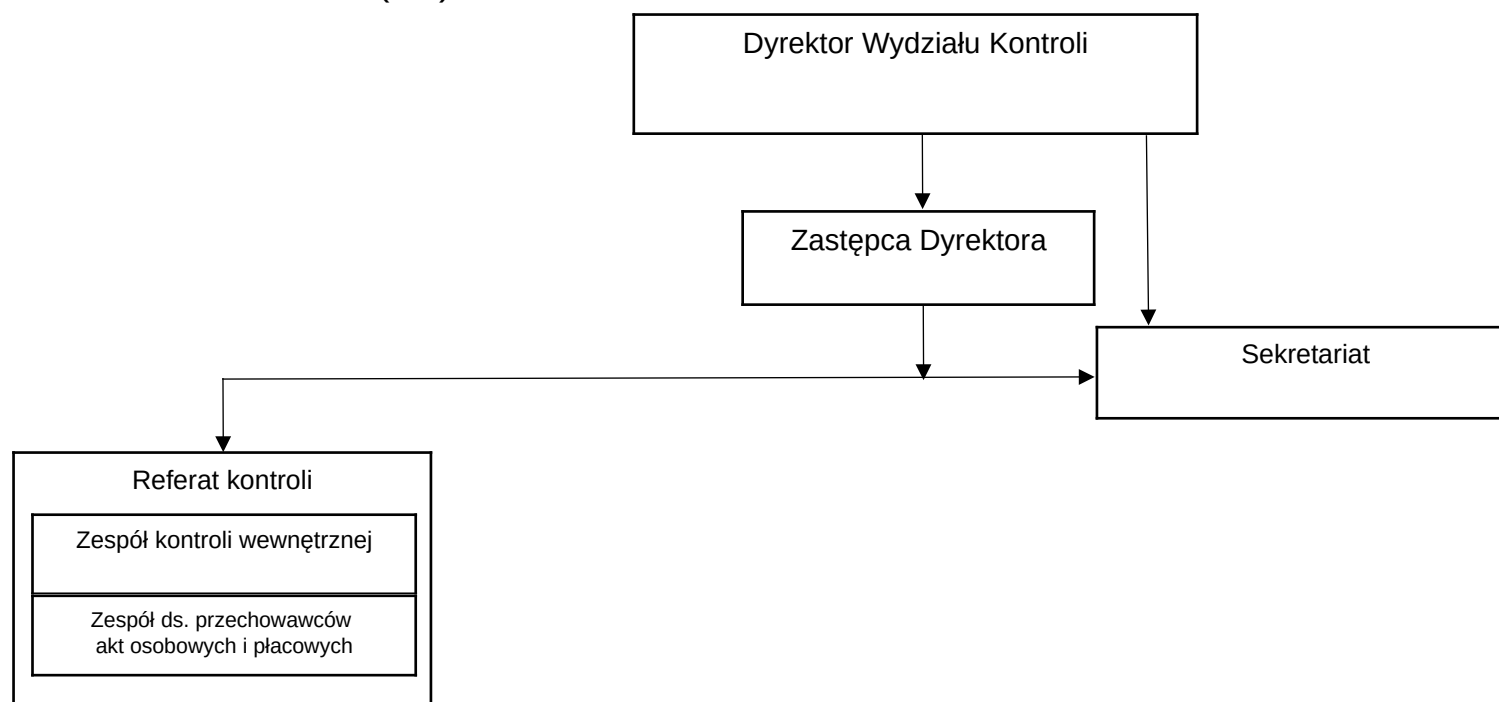 Dyrektor Wydziału Kontroli
Zastępca Dyrektora
Sekretariat
Referat kontroli
Zespół kontroli wewnętrznej
Zespół ds. przechowawców
akt osobowych i płacowych